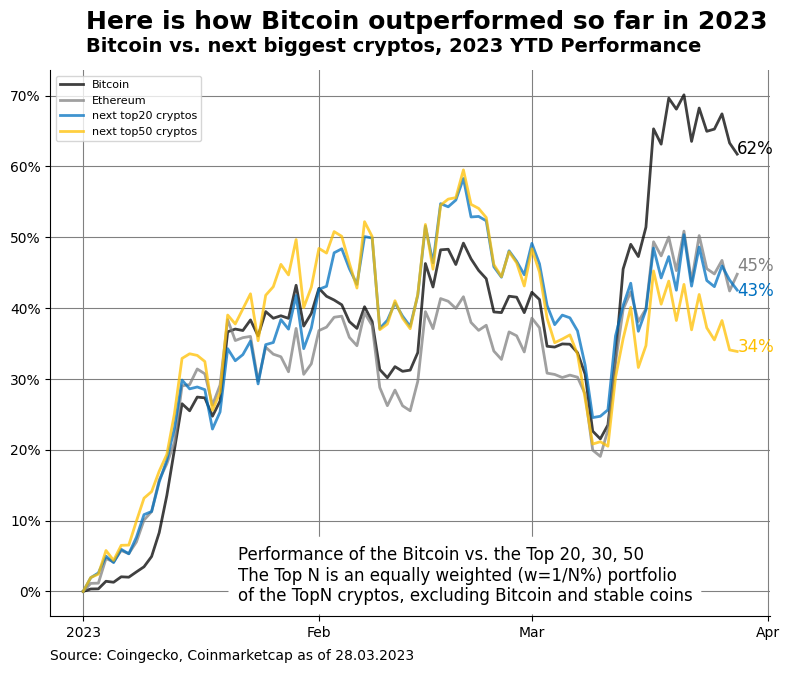 Here is how Bitcoin outperformed so far in 2023
Bitcoin vs. next biggest cryptos, 2023 YTD Performance
Bitcoin
Ethereum
next top20 cryptos
next top50 cryptos
70%
60%
50%
40%
30%
20%
10%
0%
62%
45%
43%
34%
Performance of the Bitcoin vs. the Top 20, 30, 50
The Top N is an equally weighted (w=1/N%) portfolio
of the TopN cryptos, excluding Bitcoin and stable coins
2023
Feb
Mar
Apr
Source: Coingecko, Coinmarketcap as of 28.03.2023